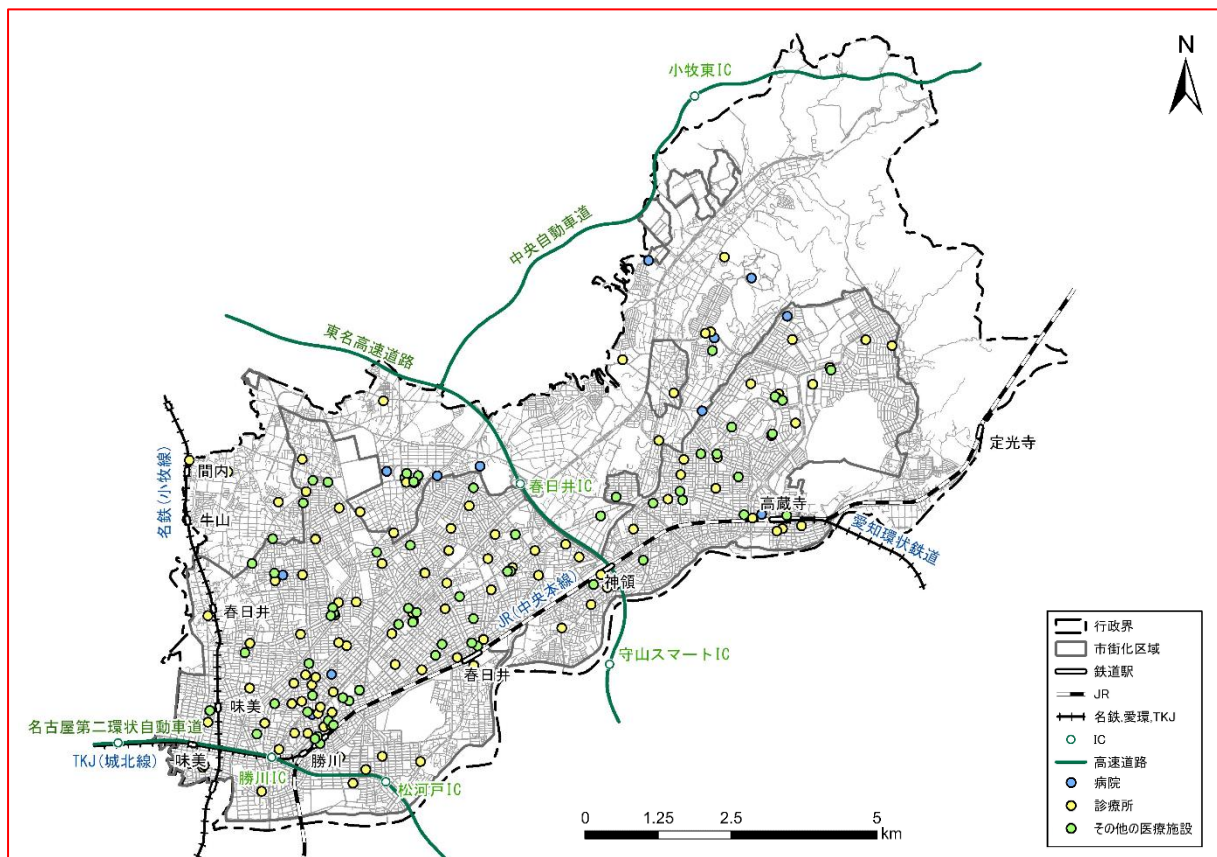 小牧東IC
N
中央自動車道
東名高速道路
定光寺
間内
名鉄(小牧線)
春日井IC
高蔵寺
牛山
愛知環状鉄道
神領
JR(中央本線)
春日井
守山スマートIC
春日井
味美
名古屋第二環状自動車道
TKJ(城北線)
味美
勝川
勝川IC
松河戸IC
0 1.25 2.5 5
km
行政界
市街化区域
鉄道駅
JR
名鉄,愛環,TKJ
IC
高速道路
病院
診療所
その他の医療施設